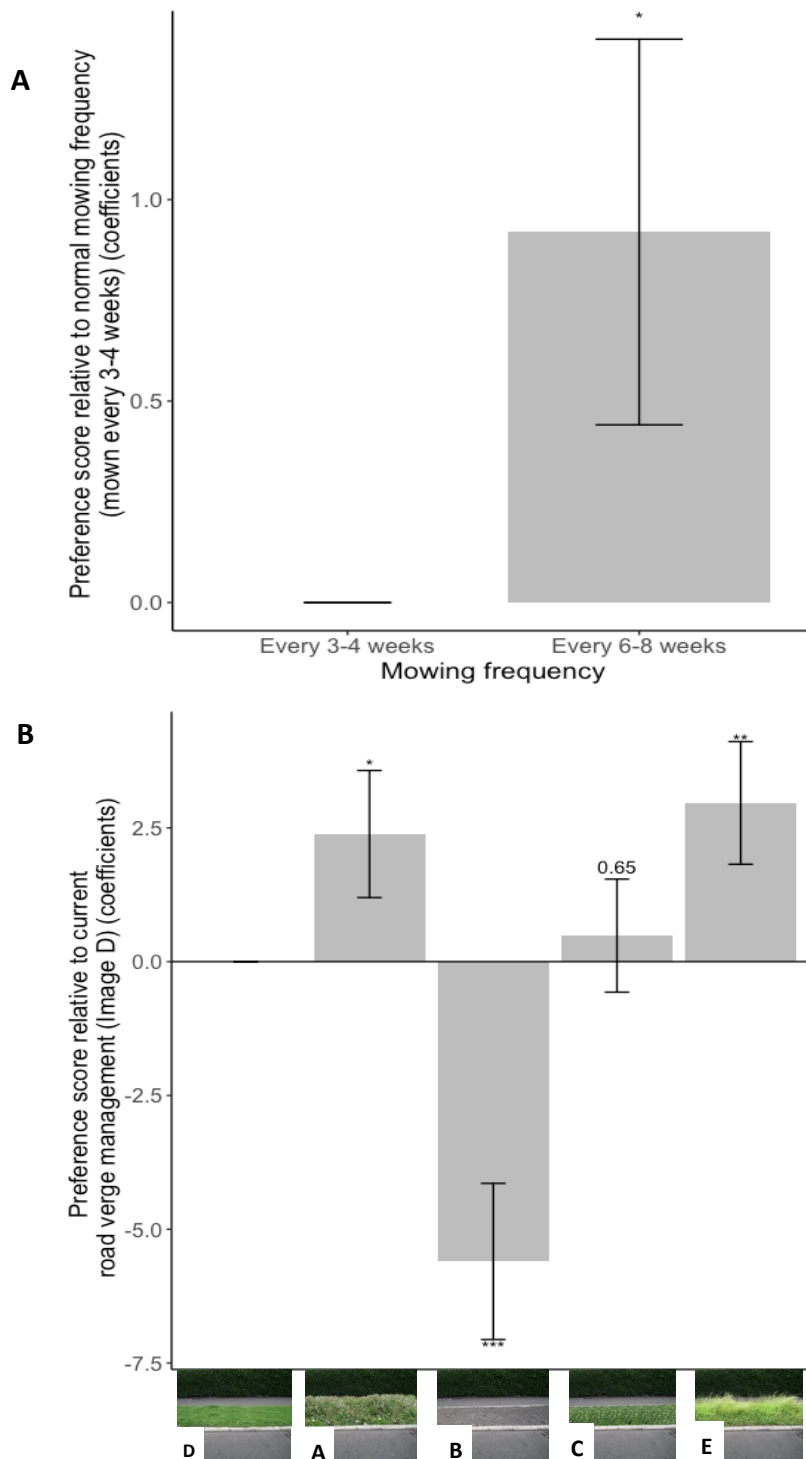 A
Preference score relative to normal mowing frequency
(mown every 3-4 weeks) (coefficients)
*
1.0
0.5
0.0
Every 3-4 weeks
Every 6-8 weeks
Mowing frequency
B
Preference score relative to current
road verge management (Image D) (coefficients)
*
**
0.65
***
2.5
0.0
-2.5
-5.0
-7.5
D
A
B
C
E